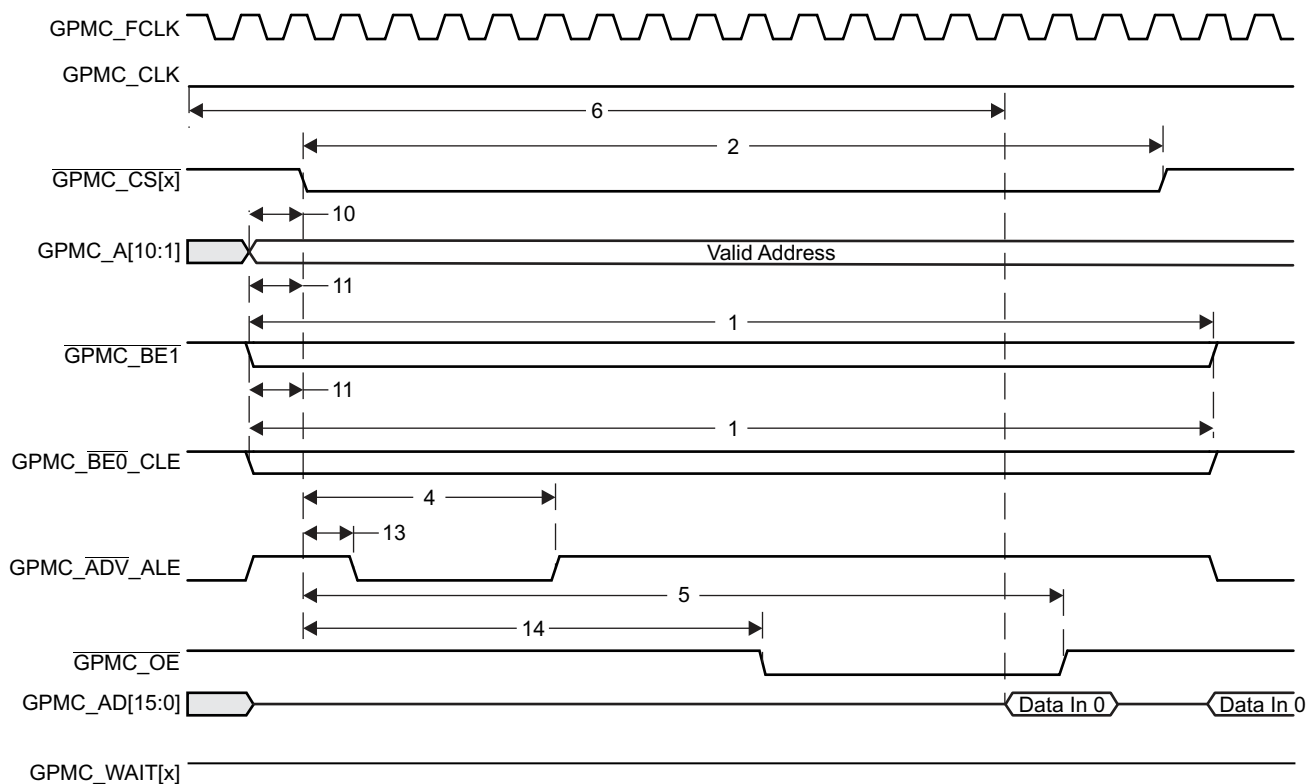 GPMC_FCLK
GPMC_CLK
6
2
GPMC_CS[x]
10
GPMC_A[10:1]
Valid Address
11
1
GPMC_BE1
11
1
GPMC_BE0_CLE
4
13
GPMC_ADV_ALE
5
14
GPMC_OE
GPMC_AD[15:0]
Data In 0
Data In 0
GPMC_WAIT[x]